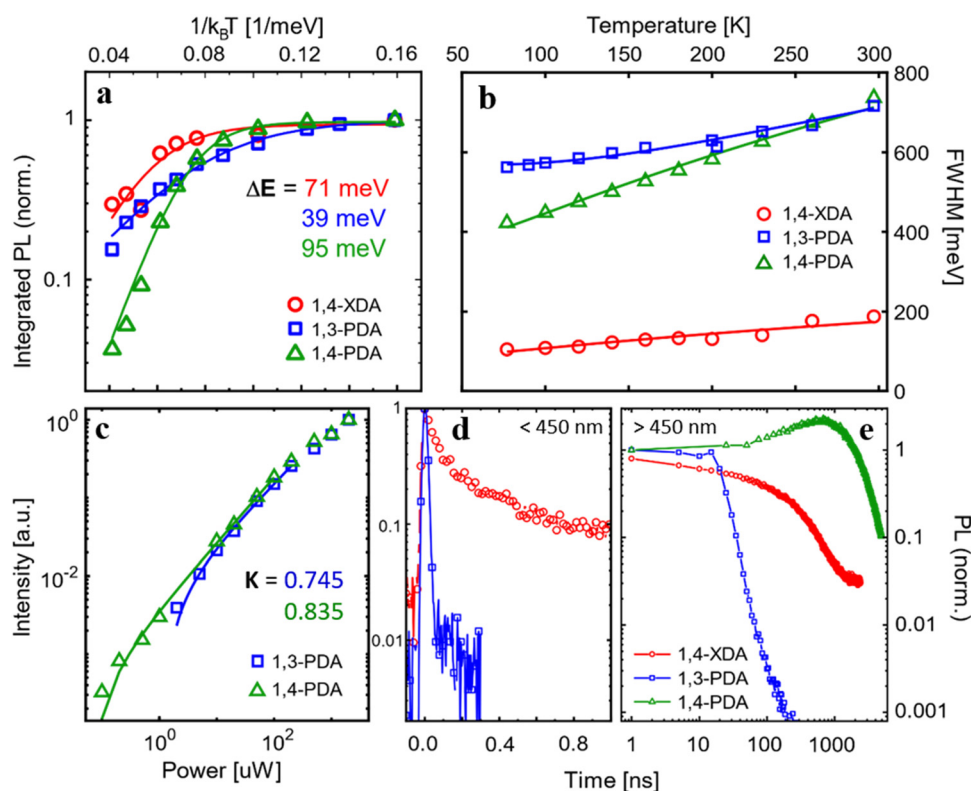 1/kBT [1/meV]
0.04 0.08 0.12 0.16
a
Integrated PL (norm.)
1
0.1
ΔE = 71 meV
39 meV
95 meV
1,4-XDA
1,3-PDA
1,4-PDA
Temperature [K]
50 100 150 200 250 300
b
800
600
400
200
0
FWHM [meV]
1,4-XDA
1,3-PDA
1,4-PDA
c
Intensity [a.u.]
10^0
10^-2
K = 0.745
0.835
1,3-PDA
1,4-PDA
10^0 10^2
Power [uW]
d
< 450 nm
1
0.1
0.01
0.0 0.4 0.8
> 450 nm
e
1
0.1
0.01
0.001
PL (norm.)
1,4-XDA
1,3-PDA
1,4-PDA
1 10 100 1000
Time [ns]